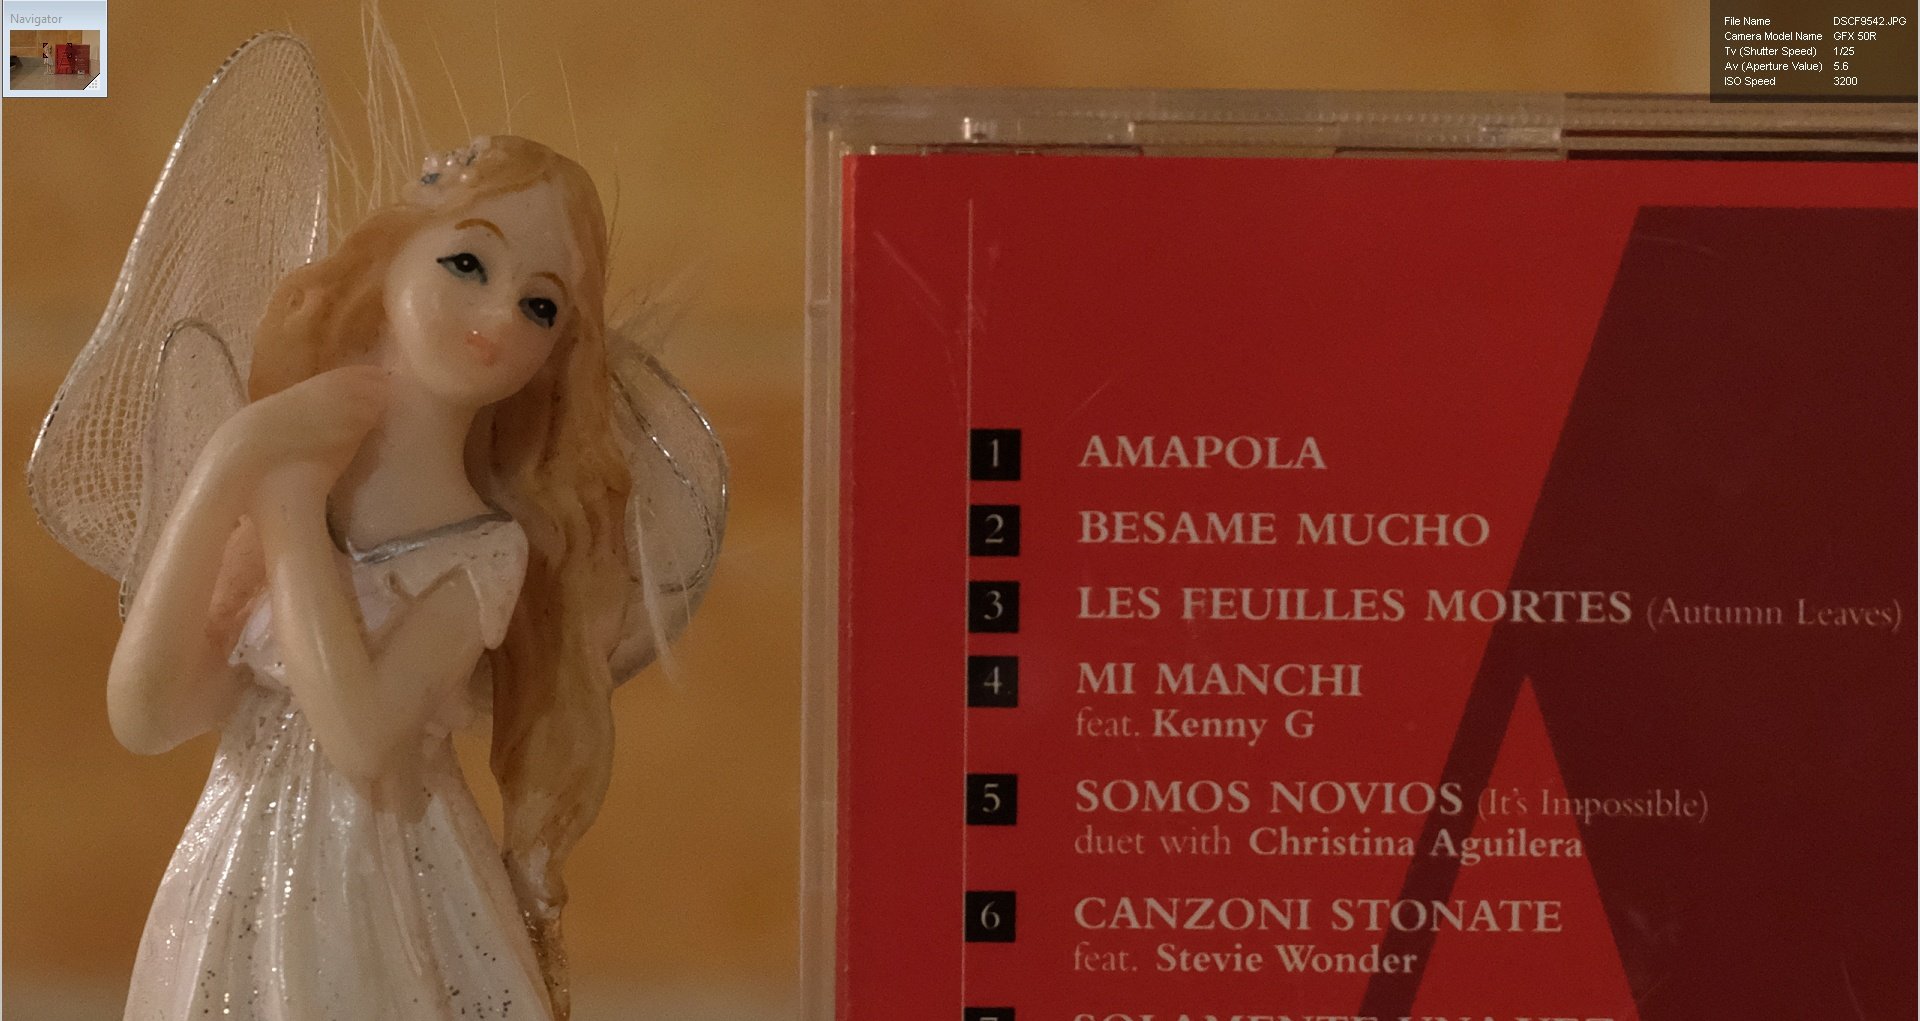 Navigator
File Name DSCF9542.JPG
Camera Model Name GFX 50R
Tv (Shutter Speed) 1/25
Av (Aperture Value) 5.6
ISO Speed 3200
1 AMAPOLA
2 BESAME MUCHO
3 LES FEUILLES MORTES (Autumn Leaves)
4 MI MANCHI
feat. Kenny G
5 SOMOS NOVIOS (It's Impossible)
duet with Christina Aguilera
6 CANZONI STONATE
feat. Stevie Wonder